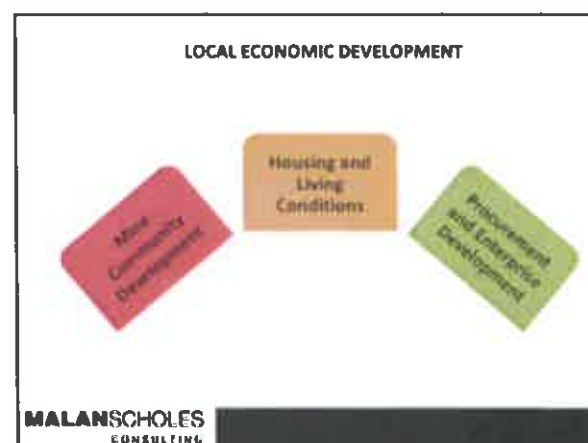 LOCAL ECONOMIC DEVELOPMENT
Mine
Community
Development
Housing and
Living
Conditions
Procurement
and Enterprise
Development
MALANSCHOLES
CONSULTING